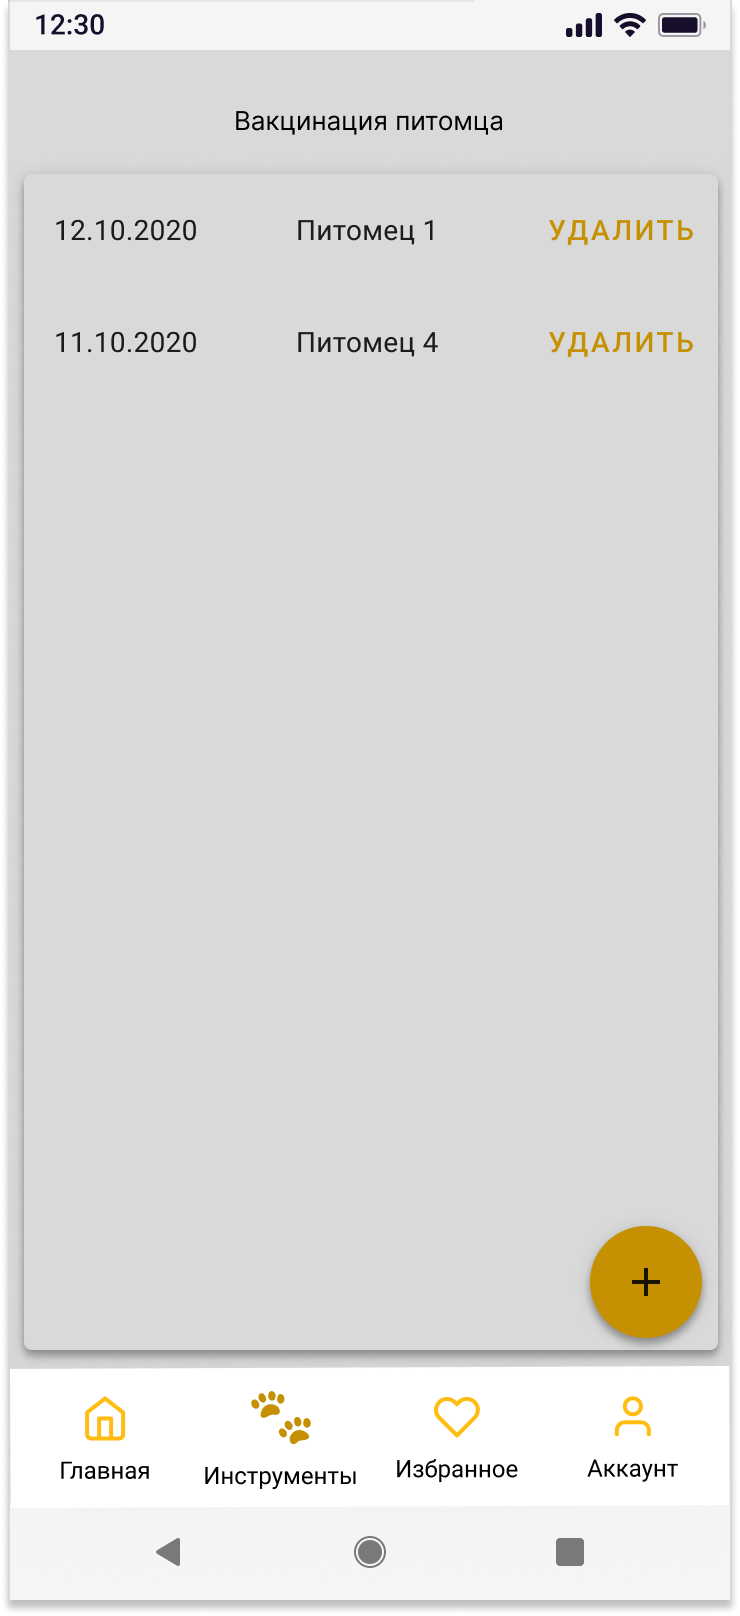 12:30
Вакцинация питомца
12.10.2020 Питомец 1 УДАЛИТЬ
11.10.2020 Питомец 4 УДАЛИТЬ
+
Главная Инструменты Избранное Аккаунт